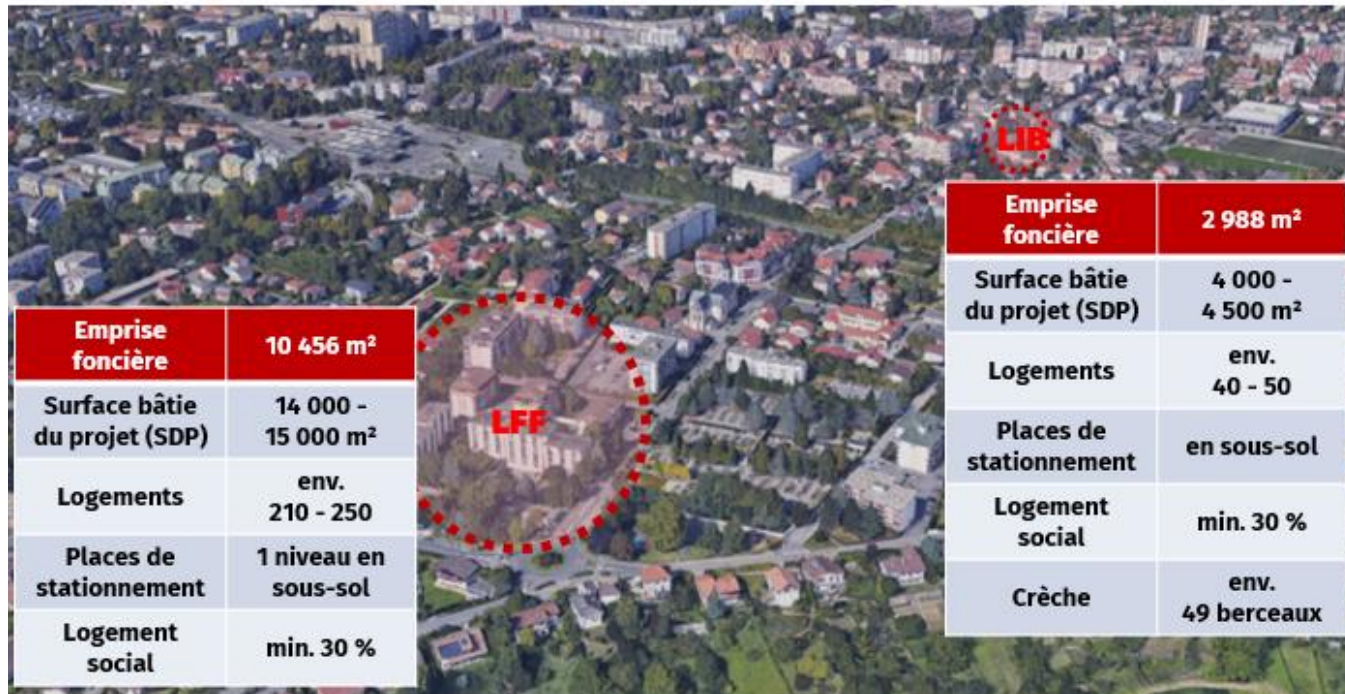 LIB
Emprise
foncière
2 988 m²
Surface bâtie
du projet (SDP)
4 000 -
4 500 m²
Logements
env.
40 - 50
Places de
stationnement
en sous-sol
Logement
social
min. 30 %
Crèche
env.
49 berceaux
LFF
Emprise
foncière
10 456 m²
Surface bâtie
du projet (SDP)
14 000 -
15 000 m²
Logements
env.
210 - 250
Places de
stationnement
1 niveau en
sous-sol
Logement
social
min. 30 %